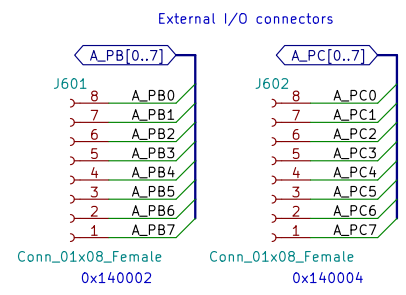 External I/O connectors
A_PB[0..7]
J601
8 A_PB0
7 A_PB1
6 A_PB2
5 A_PB3
4 A_PB4
3 A_PB5
2 A_PB6
1 A_PB7
Conn_01x08_Female
0x140002
A_PC[0..7]
J602
8 A_PC0
7 A_PC1
6 A_PC2
5 A_PC3
4 A_PC4
3 A_PC5
2 A_PC6
1 A_PC7
Conn_01x08_Female
0x140004